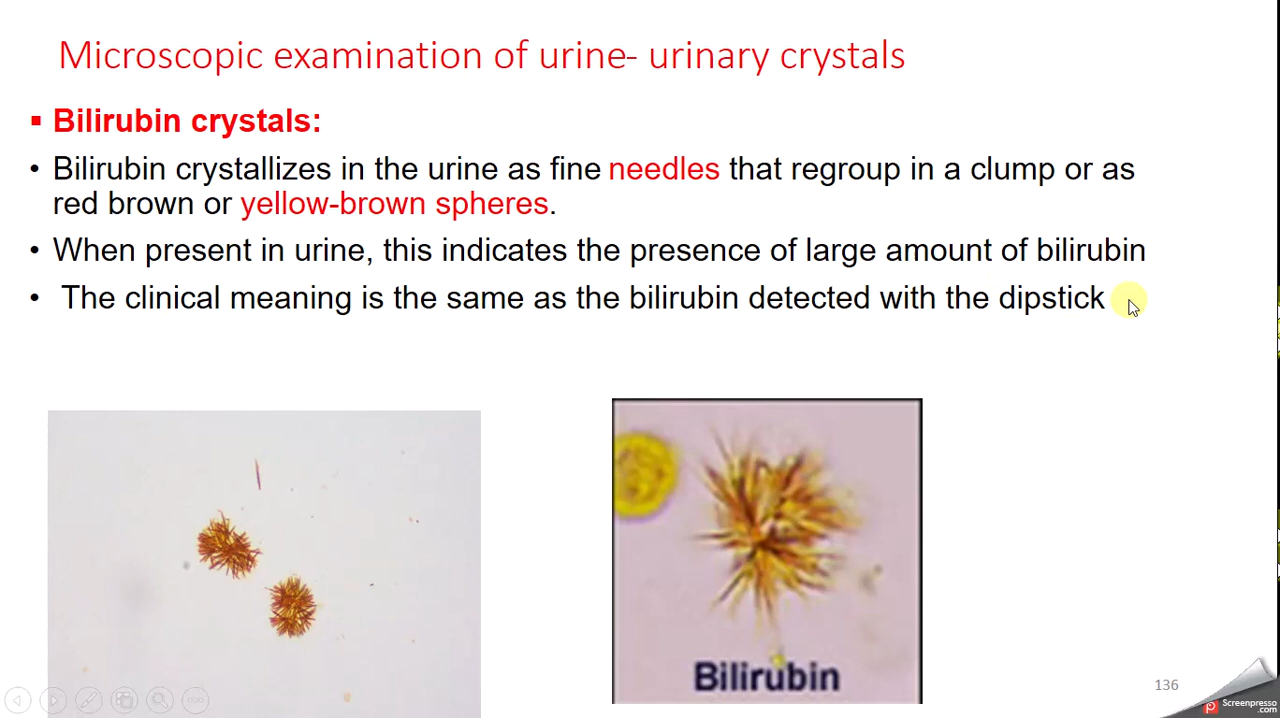 Microscopic examination of urine- urinary crystals
▪ Bilirubin crystals:
• Bilirubin crystallizes in the urine as fine needles that regroup in a clump or as
red brown or yellow-brown spheres.
• When present in urine, this indicates the presence of large amount of bilirubin
• The clinical meaning is the same as the bilirubin detected with the dipstick
Bilirubin
136
Screenpresso
.com